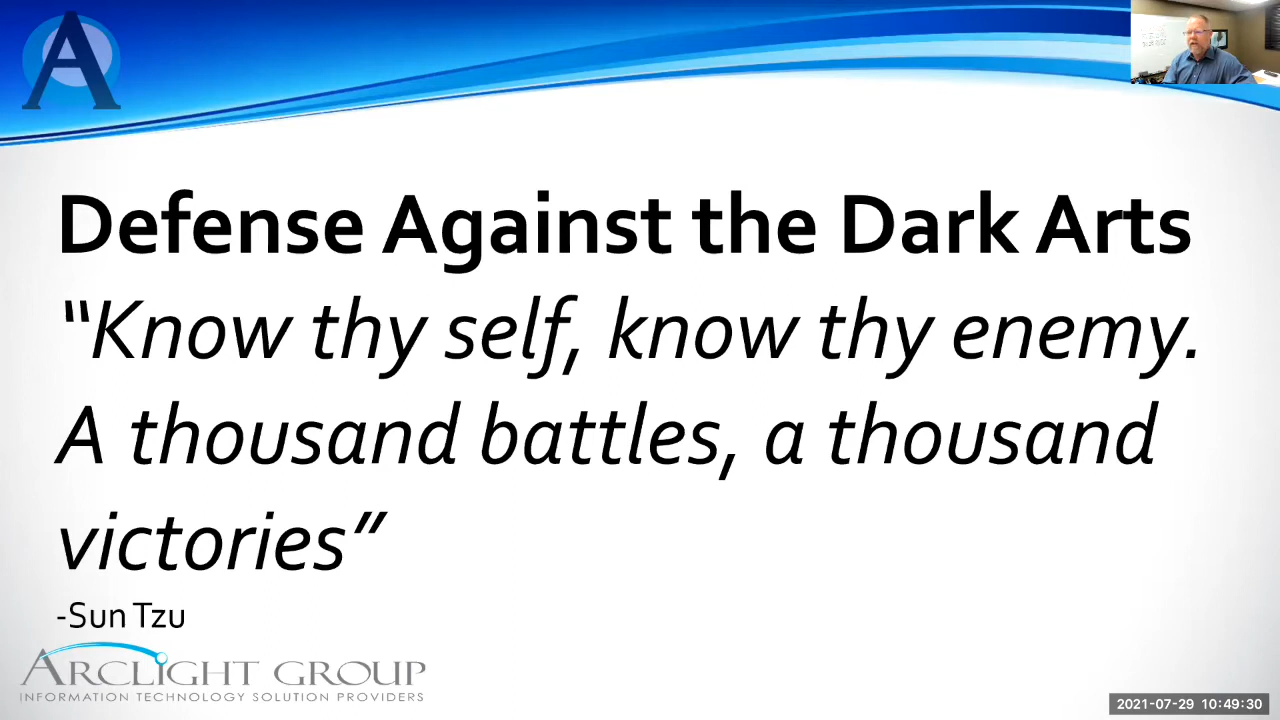 A
Defense Against the Dark Arts
“Know thy self, know thy enemy.
A thousand battles, a thousand
victories”
-Sun Tzu
ARCLIGHT GROUP
INFORMATION TECHNOLOGY SOLUTION PROVIDERS
2021-07-29 10:49:30